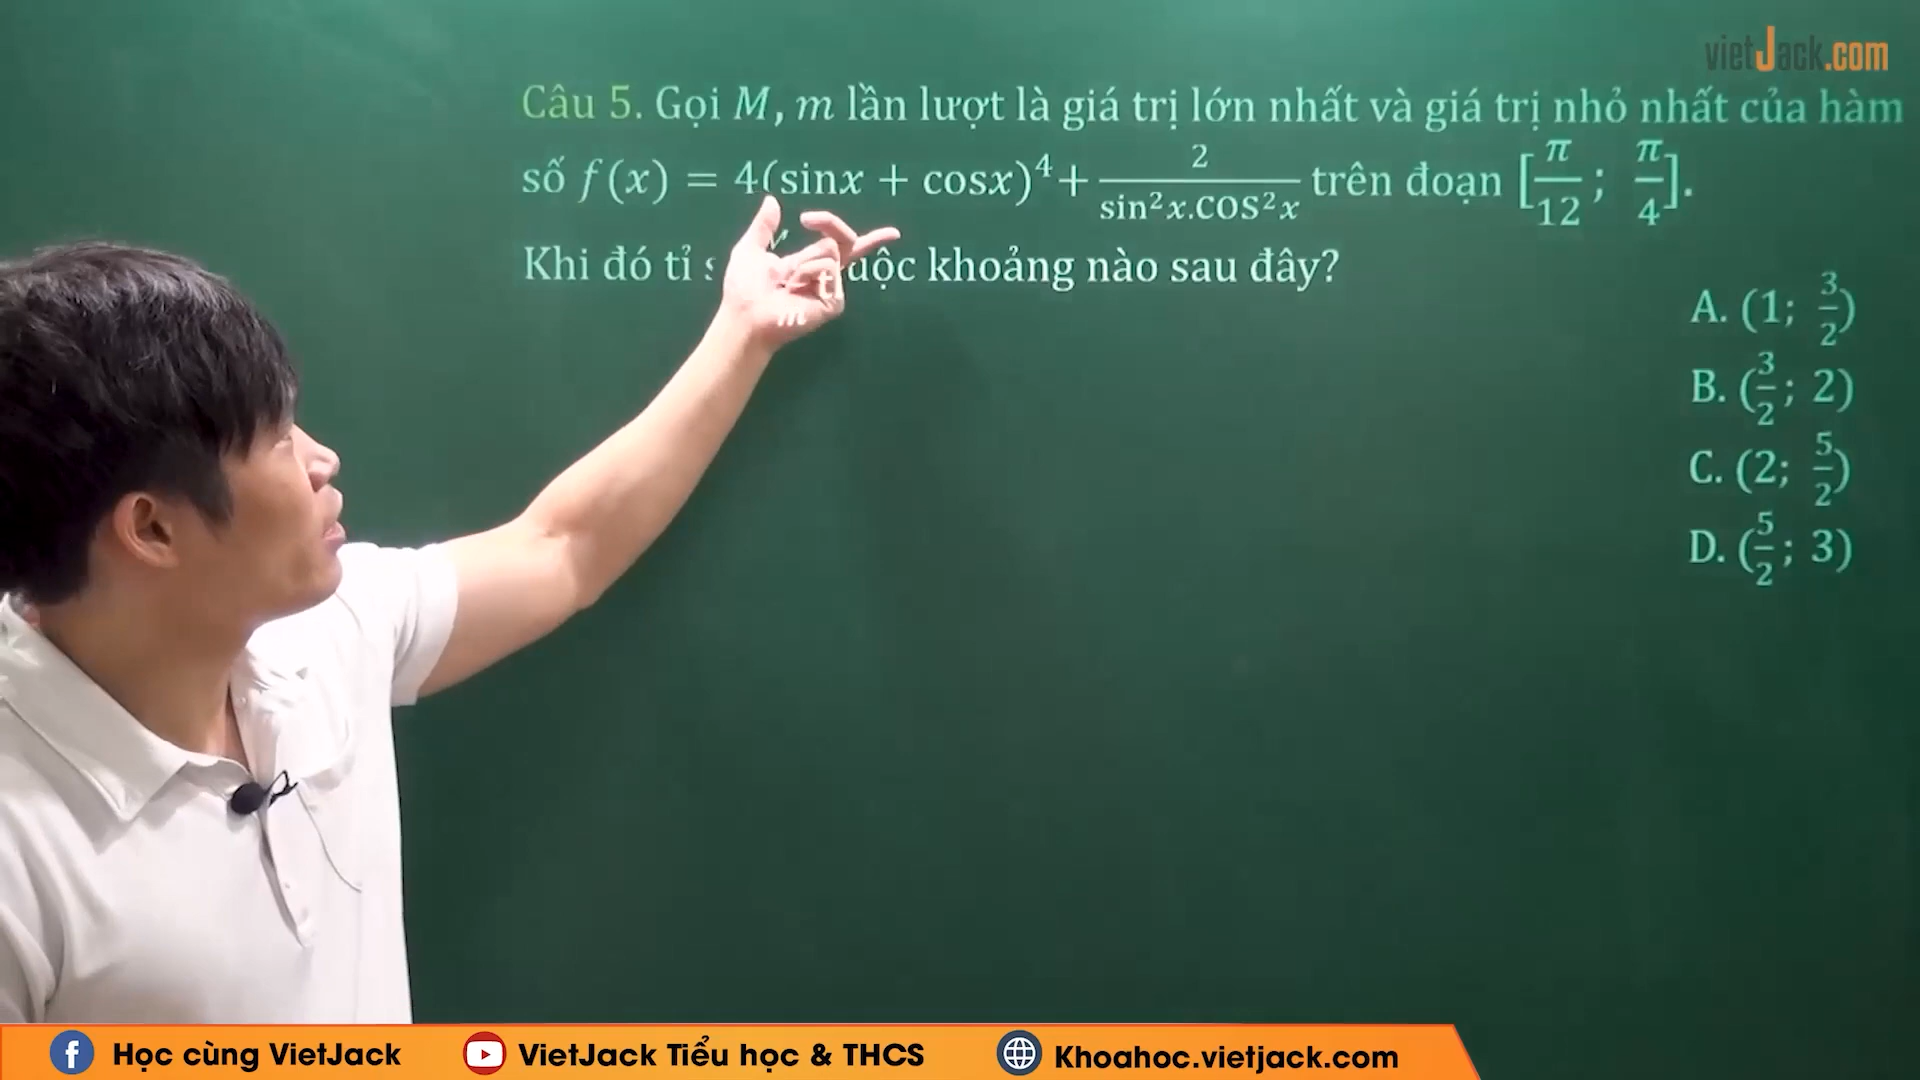 vietJack.com
Câu 5. Gọi M, m lần lượt là giá trị lớn nhất và giá trị nhỏ nhất của hàm
số f(x) = 4(sinx + cosx)⁴ + 2/(sin²x.COS²x) trên đoạn [π/12; π/4].
Khi đó tỉ m khoảng nào sau đây?
A. (1; 3/2)
B. (3/2; 2)
C. (2; 5/2)
D. (5/2; 3)
Học cùng VietJack VietJack Tiểu học & THCS Khoahoc.vietjack.com